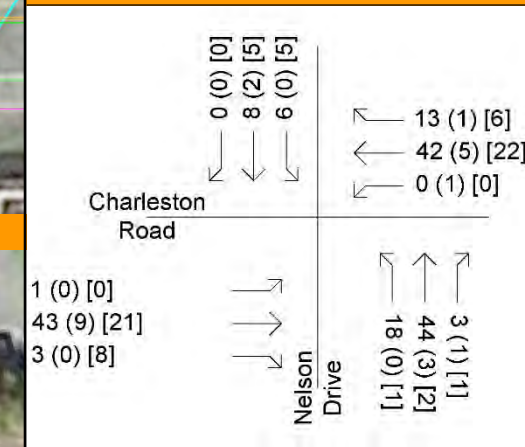 0 (0) [0]
8 (2) [5]
6 (0) [5]
13 (1) [6]
42 (5) [22]
0 (1) [0]
Charleston
Road
1 (0) [0]
43 (9) [21]
3 (0) [8]
Nelson
Drive
18 (0) [1]
44 (3) [2]
3 (1) [1]